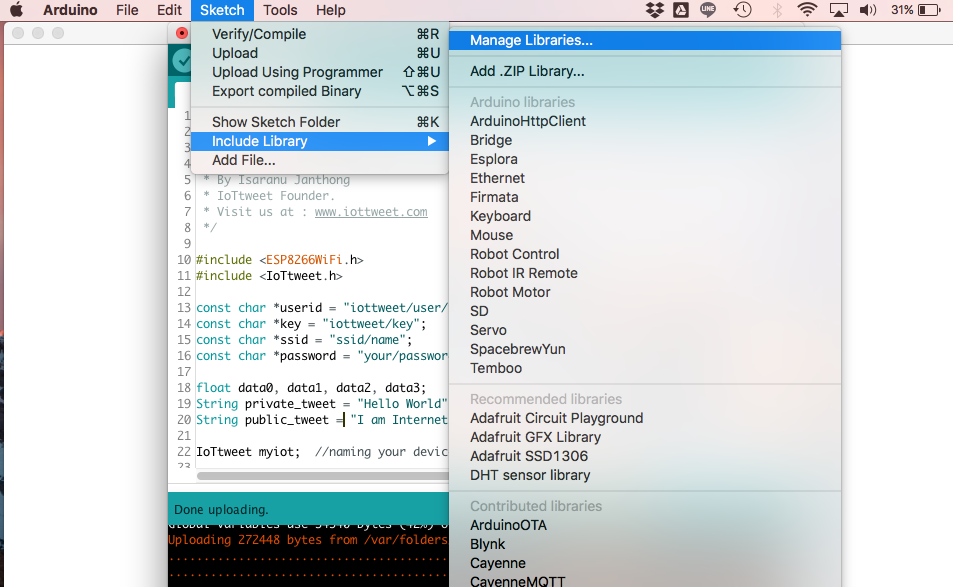 Arduino File Edit Sketch Tools Help LINE 31%
Verify/Compile ⌘R
Upload ⌘U
Upload Using Programmer ⇧⌘U
Export compiled Binary ⌥⌘S
Show Sketch Folder ⌘K
Include Library ▶
Add File...
Manage Libraries...
Add .ZIP Library...
Arduino libraries
ArduinoHttpClient
Bridge
Esplora
Ethernet
Firmata
Keyboard
Mouse
Robot Control
Robot IR Remote
Robot Motor
SD
Servo
SpacebrewYun
Temboo
Recommended libraries
Adafruit Circuit Playground
Adafruit GFX Library
Adafruit SSD1306
DHT sensor library
Contributed libraries
ArduinoOTA
Blynk
Cayenne
CayenneMQTT
1
2
3
4
5 * By Isaranu Janthong
6 * IoTtweet Founder.
7 * Visit us at : www.iottweet.com
8 */
9
10 #include <ESP8266WiFi.h>
11 #include <IoTtweet.h>
12
13 const char *userid = "iottweet/user/
14 const char *key = "iottweet/key";
15 const char *ssid = "ssid/name";
16 const char *password = "your/passwor
17
18 float data0, data1, data2, data3;
19 String private_tweet = "Hello World"
20 String public_tweet = "I am Internet
21
22 IoTtweet myiot; //naming your devic
23
Done uploading.
Global variables use bytes (42%) o
Uploading 272448 bytes from /var/folders
........................................
........................................